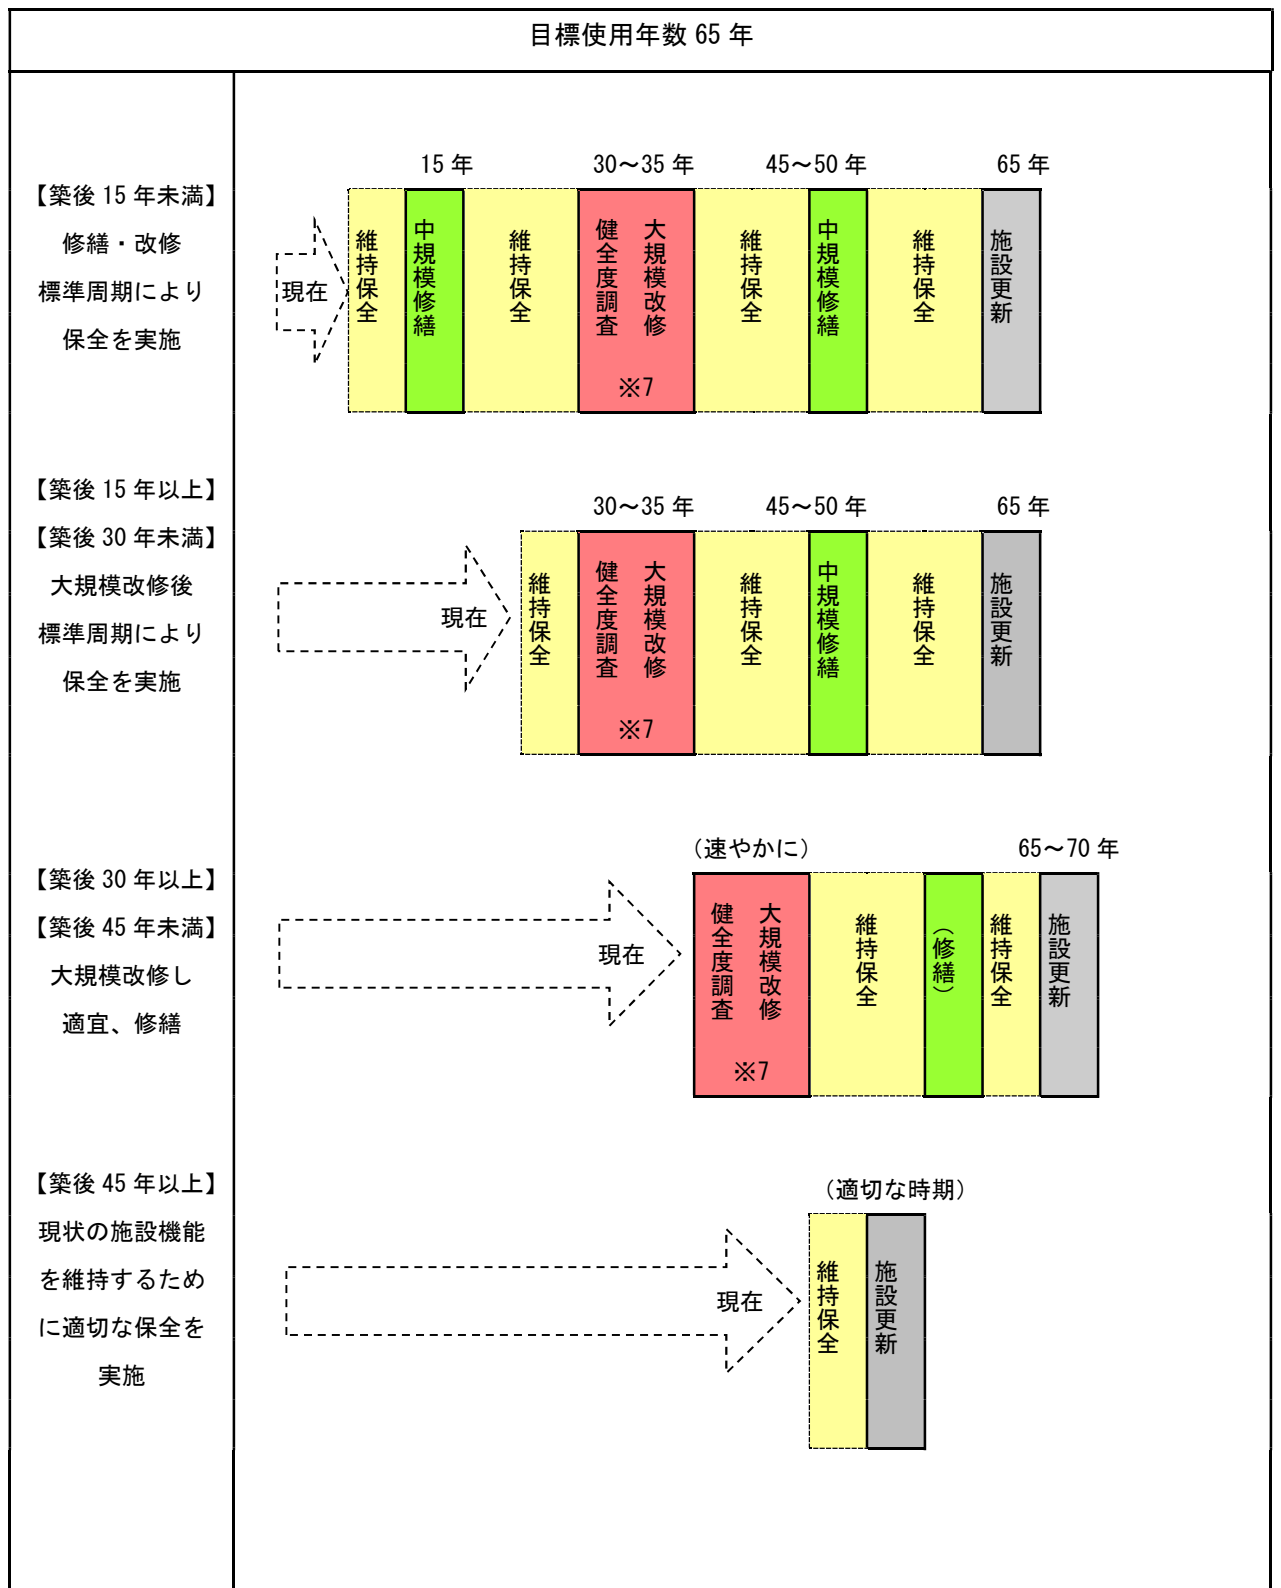 目標使用年数 65 年
【築後 15 年未満】
修繕・改修
標準周期により
保全を実施
15 年
30～35 年
45～50 年
65 年
現在
維持保全
中規模修繕
維持保全
健全度調査
大規模改修
※7
維持保全
中規模修繕
維持保全
施設更新
【築後 15 年以上】
【築後 30 年未満】
大規模改修後
標準周期により
保全を実施
30～35 年
45～50 年
65 年
現在
維持保全
健全度調査
大規模改修
※7
維持保全
中規模修繕
維持保全
施設更新
【築後 30 年以上】
【築後 45 年未満】
大規模改修し
適宜、修繕
（速やかに）
65～70 年
現在
健全度調査
大規模改修
※7
維持保全
（修繕）
維持保全
施設更新
【築後 45 年以上】
現状の施設機能
を維持するため
に適切な保全を
実施
（適切な時期）
現在
維持保全
施設更新